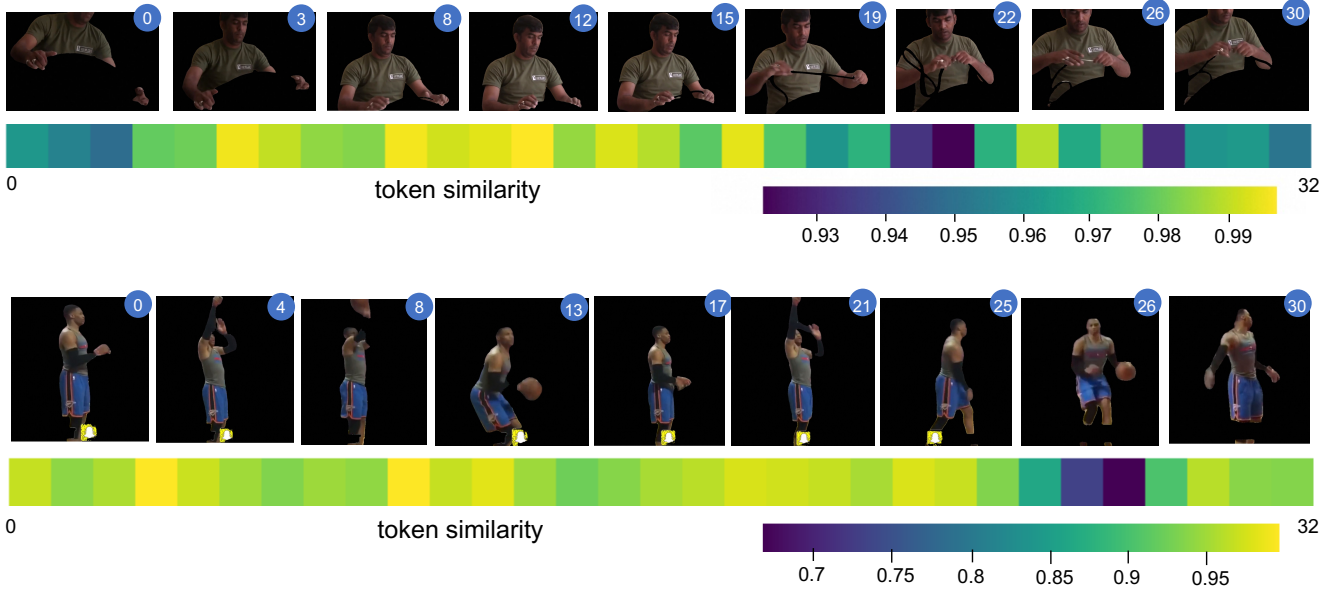 0 3 8 12 15 19 22 26 30
0 token similarity 32
0.93 0.94 0.95 0.96 0.97 0.98 0.99
0 4 8 13 17 21 25 26 30
0 token similarity 32
0.7 0.75 0.8 0.85 0.9 0.95